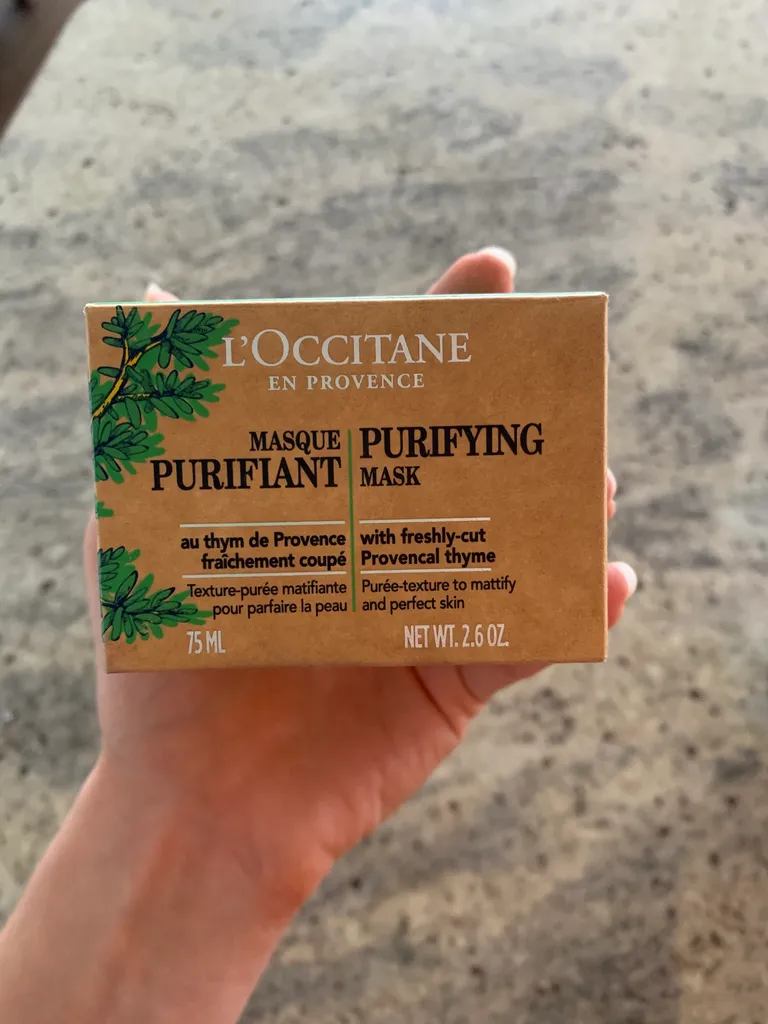 L'OCCITANE
EN PROVENCE
MASQUE
PURIFIANT
au thym de Provence
fraîchement coupé
Texture-purée matifiante
pour parfaire la peau
75 ML
PURIFYING
MASK
with freshly-cut
Provencal thyme
Purée-texture to mattify
and perfect skin
NET WT. 2.6 OZ.